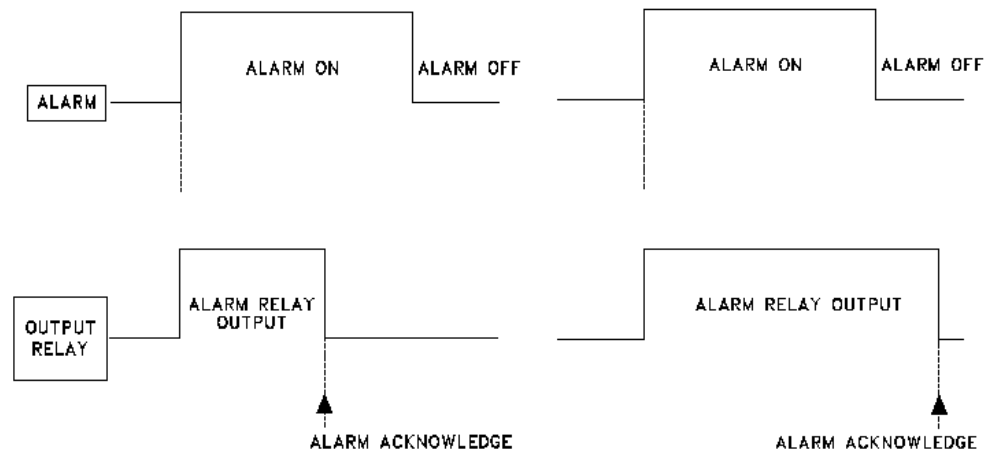 ALARM
ALARM ON
ALARM OFF
ALARM ON
ALARM OFF
OUTPUT
RELAY
ALARM RELAY
OUTPUT
ALARM ACKNOWLEDGE
ALARM RELAY OUTPUT
ALARM ACKNOWLEDGE